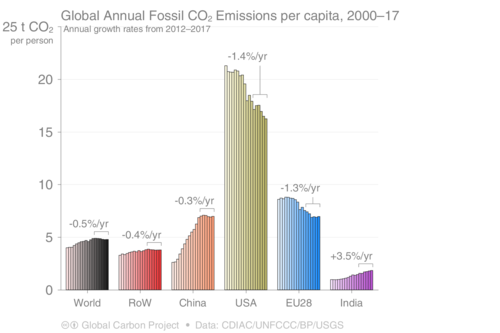 Global Annual Fossil CO₂ Emissions per capita, 2000–17
25 t CO₂
per person
Annual growth rates from 2012–2017
20
15
10
5
0
-0.5%/yr
-0.4%/yr
-0.3%/yr
-1.4%/yr
-1.3%/yr
+3.5%/yr
World
RoW
China
USA
EU28
India
Global Carbon Project • Data: CDIAC/UNFCCC/BP/USGS